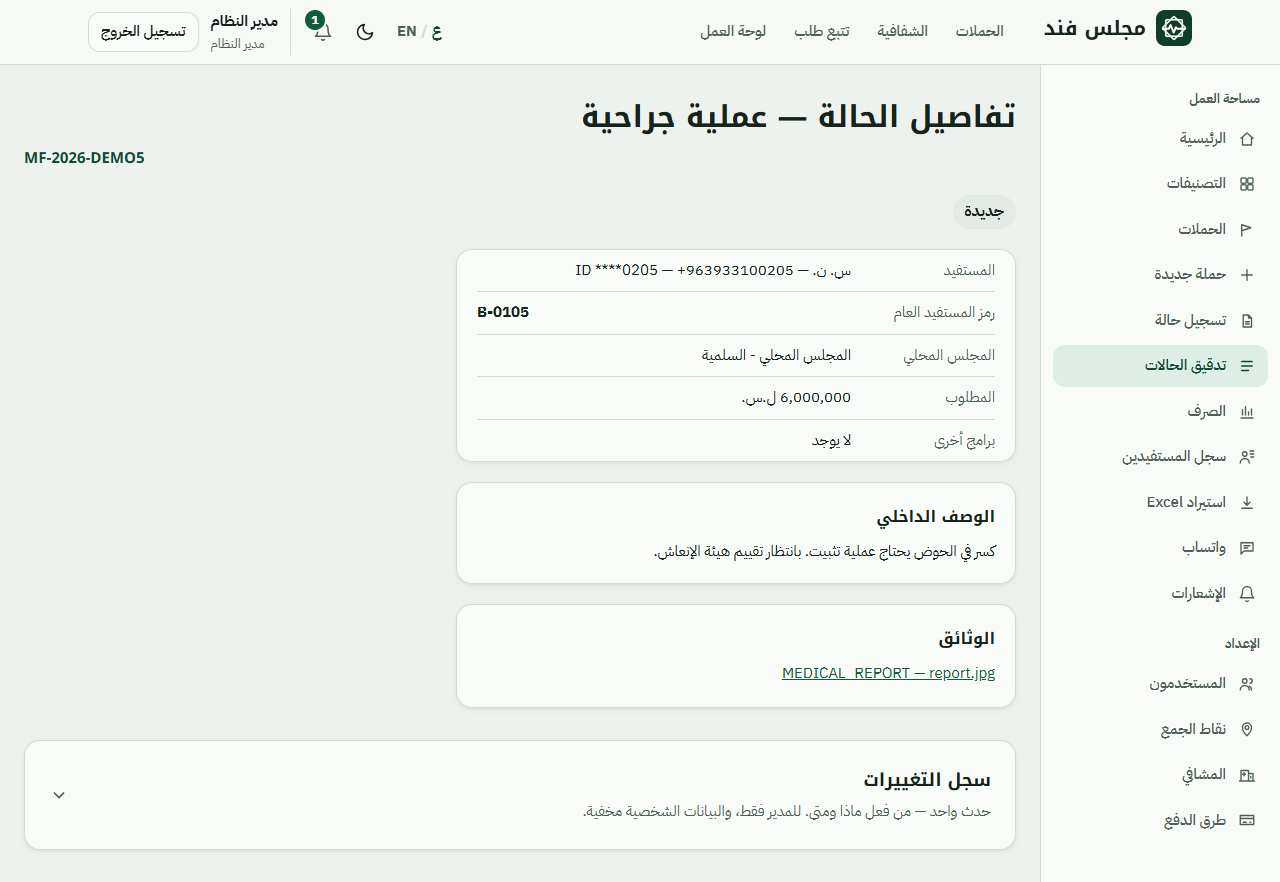 مجلس فند
الحملات
الشفافية
تتبع طلب
لوحة العمل
ع / EN
1
مدير النظام
مدير النظام
تسجيل الخروج
مساحة العمل
الرئيسية
التصنيفات
الحملات
حملة جديدة
تسجيل حالة
تدقيق الحالات
الصرف
سجل المستفيدين
استيراد Excel
واتساب
الإشعارات
الإعداد
المستخدمون
نقاط الجمع
المشافي
طرق الدفع
تفاصيل الحالة — عملية جراحية
MF-2026-DEMO5
جديدة
المستفيد
س. ن. — 963933100205+ — ID ****0205
رمز المستفيد العام
B-0105
المجلس المحلي
المجلس المحلي - السلمية
المطلوب
6,000,000 ل.س.
برامج أخرى
لا يوجد
الوصف الداخلي
كسر في الحوض يحتاج عملية تثبيت. بانتظار تقييم هيئة الإنعاش.
الوثائق
MEDICAL_REPORT — report.jpg
سجل التغييرات
حدث واحد — من فعل ماذا ومتى. للمدير فقط، والبيانات الشخصية مخفية.